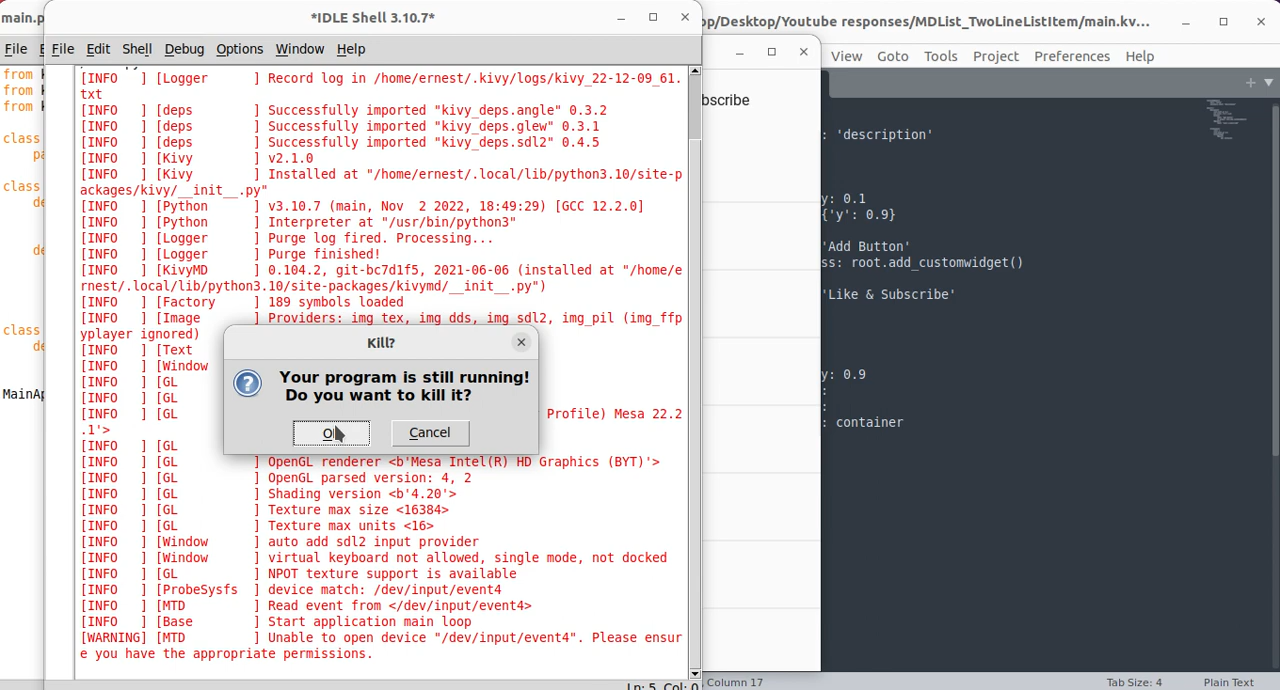 main.p
*IDLE Shell 3.10.7*
op/Desktop/Youtube responses/MDList_TwoLineListItem/main.kv...
File
File Edit Shell Debug Options Window Help
View Goto Tools Project Preferences Help
from
from
from
class
class
class
MainAp
[INFO ] [Logger ] Record log in /home/ernest/.kivy/logs/kivy_22-12-09_61.
txt
[INFO ] [deps ] Successfully imported "kivy_deps.angle" 0.3.2
[INFO ] [deps ] Successfully imported "kivy_deps.glew" 0.3.1
[INFO ] [deps ] Successfully imported "kivy_deps.sdl2" 0.4.5
[INFO ] [Kivy ] v2.1.0
[INFO ] [Kivy ] Installed at "/home/ernest/.local/lib/python3.10/site-p
ackages/kivy/__init__.py"
[INFO ] [Python ] v3.10.7 (main, Nov 2 2022, 18:49:29) [GCC 12.2.0]
[INFO ] [Python ] Interpreter at "/usr/bin/python3"
[INFO ] [Logger ] Purge log fired. Processing...
[INFO ] [Logger ] Purge finished!
[INFO ] [KivyMD ] 0.104.2, git-bc7d1f5, 2021-06-06 (installed at "/home/e
rnest/.local/lib/python3.10/site-packages/kivymd/__init__.py")
[INFO ] [Factory ] 189 symbols loaded
[INFO ] [Image ] Providers: img_tex, img_dds, img_sdl2, img_pil (img_ffp
yplayer ignored)
[INFO ] [Text
[INFO ] [Window
[INFO ] [GL
[INFO ] [GL
[INFO ] [GL Profile) Mesa 22.2
.1'>
[INFO ] [GL
[INFO ] [GL ] OpenGL renderer <b'Mesa Intel(R) HD Graphics (BYT)'>
[INFO ] [GL ] OpenGL parsed version: 4, 2
[INFO ] [GL ] Shading version <b'4.20'>
[INFO ] [GL ] Texture max size <16384>
[INFO ] [GL ] Texture max units <16>
[INFO ] [Window ] auto add sdl2 input provider
[INFO ] [Window ] virtual keyboard not allowed, single mode, not docked
[INFO ] [GL ] NPOT texture support is available
[INFO ] [ProbeSysfs ] device match: /dev/input/event4
[INFO ] [MTD ] Read event from </dev/input/event4>
[INFO ] [Base ] Start application main loop
[WARNING] [MTD ] Unable to open device "/dev/input/event4". Please ensur
e you have the appropriate permissions.
Ln: 5 Col: 0
Kill?
Your program is still running!
Do you want to kill it?
Cancel
bscribe
: 'description'
y: 0.1
{'y': 0.9}
'Add Button'
ss: root.add_customwidget()
'Like & Subscribe'
y: 0.9
:
:
: container
Column 17
Tab Size: 4
Plain Text